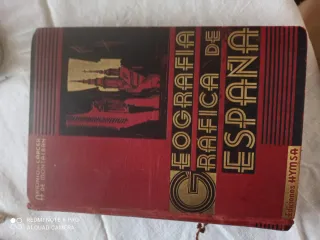 GEOGRAFIA
GRAFICA DE
ESPAÑA
EDICIONES HYMSA
REDMI NOTE 8 PRO
AI QUAD CAMERA